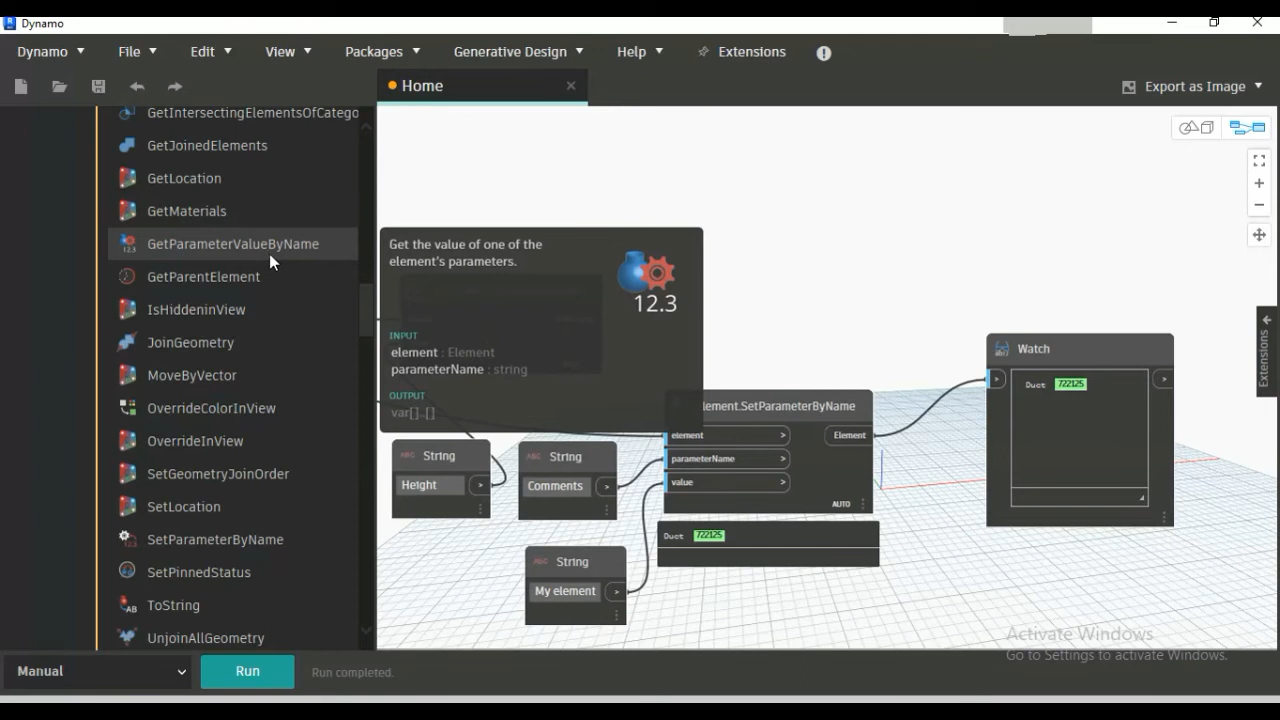 Dynamo
Dynamo File Edit View Packages Generative Design Help Extensions
Home
Export as Image
GetIntersectingElementsOfCatego
GetJoinedElements
GetLocation
GetMaterials
GetParameterValueByName
GetParentElement
IsHiddeninView
JoinGeometry
MoveByVector
OverrideColorInView
OverrideInView
SetGeometryJoinOrder
SetLocation
SetParameterByName
SetPinnedStatus
ToString
UnjoinAllGeometry
Get the value of one of the
element's parameters.
12.3
INPUT
element : Element
parameterName : string
OUTPUT
var[]..[]
String
Height >
String
Comments >
String
My element >
lement.SetParameterByName
element > Element
parameterName >
value >
AUTO
Duct 722125
Watch
> >
Duct 722125
Extensions
Activate Windows
Go to Settings to activate Windows.
Manual Run Run completed.